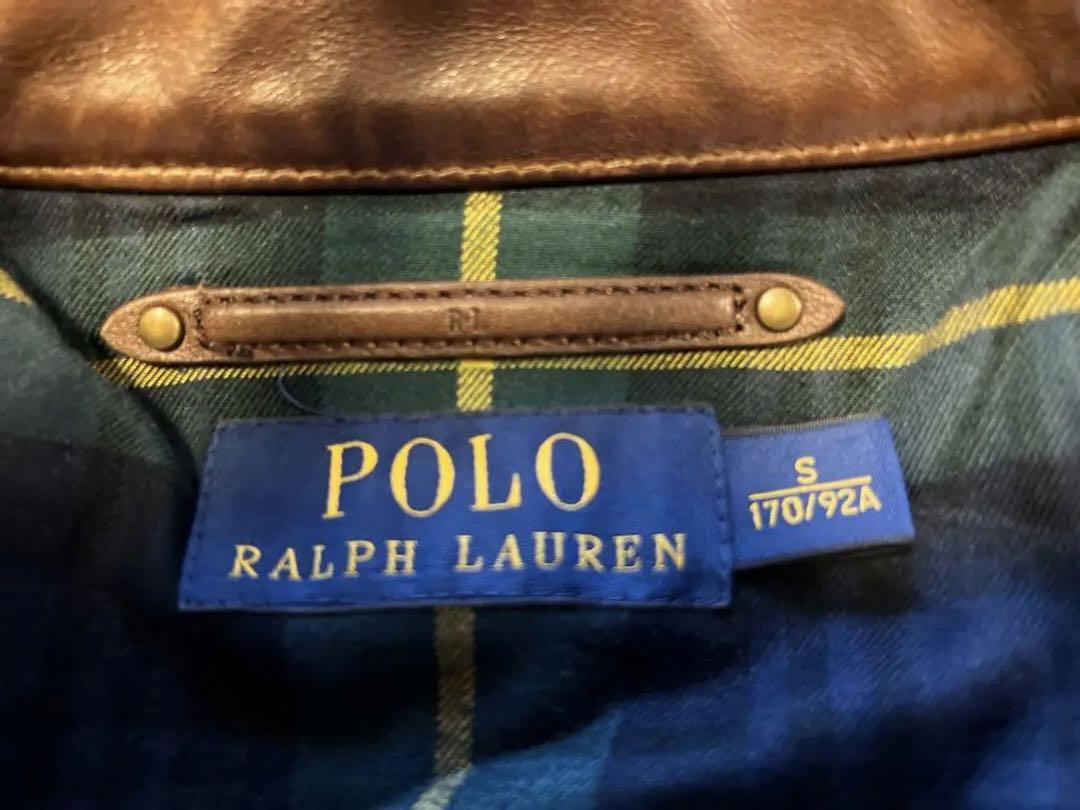 RL
POLO
RALPH LAUREN
S
170/92A